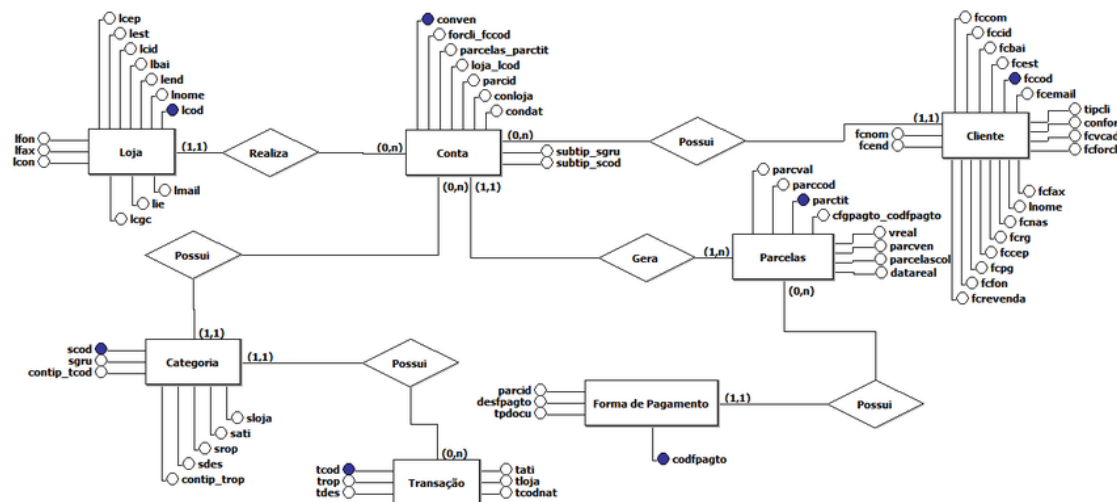 lcep
lest
lcid
lbai
lend
lnome
lcod
lfon
lfax
lcon
Loja
lmail
lie
lcgc
(1,1)
Realiza
(0,n)
conven
forcli_fccod
parcelas_parctit
loja_lcod
parcid
conloja
condat
Conta
subtip_sgru
subtip_scod
(0,n)
Possui
(1,1)
fccom
fccid
fcbai
fcest
fccod
fcemail
tipcli
confor
fcvcad
fcforcli
fcnom
fcend
Cliente
fcfax
lnome
fcnas
fcrg
fccep
fcpg
fcfon
fcrevenda
(0,n)
(1,1)
Gera
(1,n)
parcval
parccod
parctit
cfgpagto_codfpagto
vreal
parcven
parcelascol
datareal
Parcelas
(0,n)
Possui
(1,1)
scod
sgru
contip_tcod
Categoria
sloja
sati
srop
sdes
contip_trop
(1,1)
Possui
(0,n)
tcod
trop
tdes
Transação
tati
tloja
tcodnat
parcid
desfpagto
tpdocu
Forma de Pagamento
codfpagto
(1,1)
Possui